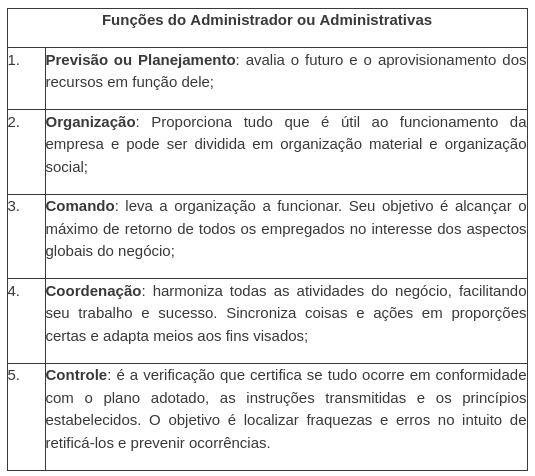 Funções do Administrador ou Administrativas
1. Previsão ou Planejamento: avalia o futuro e o aprovisionamento dos
recursos em função dele;
2. Organização: Proporciona tudo que é útil ao funcionamento da
empresa e pode ser dividida em organização material e organização
social;
3. Comando: leva a organização a funcionar. Seu objetivo é alcançar o
máximo de retorno de todos os empregados no interesse dos aspectos
globais do negócio;
4. Coordenação: harmoniza todas as atividades do negócio, facilitando
seu trabalho e sucesso. Sincroniza coisas e ações em proporções
certas e adapta meios aos fins visados;
5. Controle: é a verificação que certifica se tudo ocorre em conformidade
com o plano adotado, as instruções transmitidas e os princípios
estabelecidos. O objetivo é localizar fraquezas e erros no intuito de
retificá-los e prevenir ocorrências.